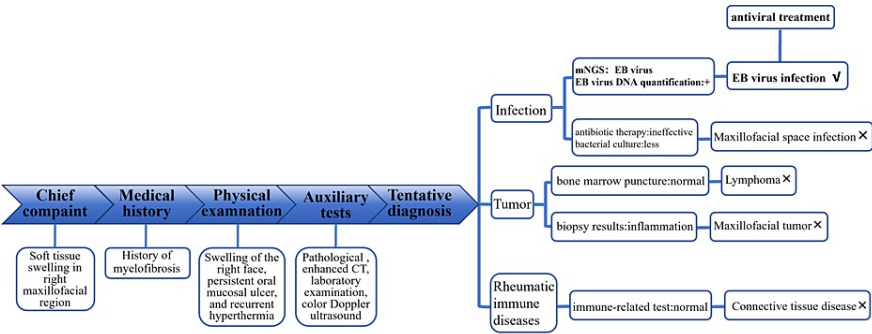 Chief
compaint
Medical
history
Physical
examnation
Auxiliary
tests
Tentative
diagnosis
Soft tissue
swelling in
right
maxillofacial
region
History of
myelofibrosis
Swelling of the
right face,
persistent oral
mucosal ulcer,
and recurrent
hyperthermia
Pathological ,
enhanced CT,
laboratory
examination,
color Doppler
ultrasound
Infection
mNGS: EB virus
EB virus DNA quantification:+
EB virus infection √
antiviral treatment
antibiotic therapy:ineffective
bacterial culture:less
Maxillofacial space infection ×
Tumor
bone marrow puncture:normal
Lymphoma ×
biopsy results:inflammation
Maxillofacial tumor ×
Rheumatic
immune
diseases
immune-related test:normal
Connective tissue disease ×